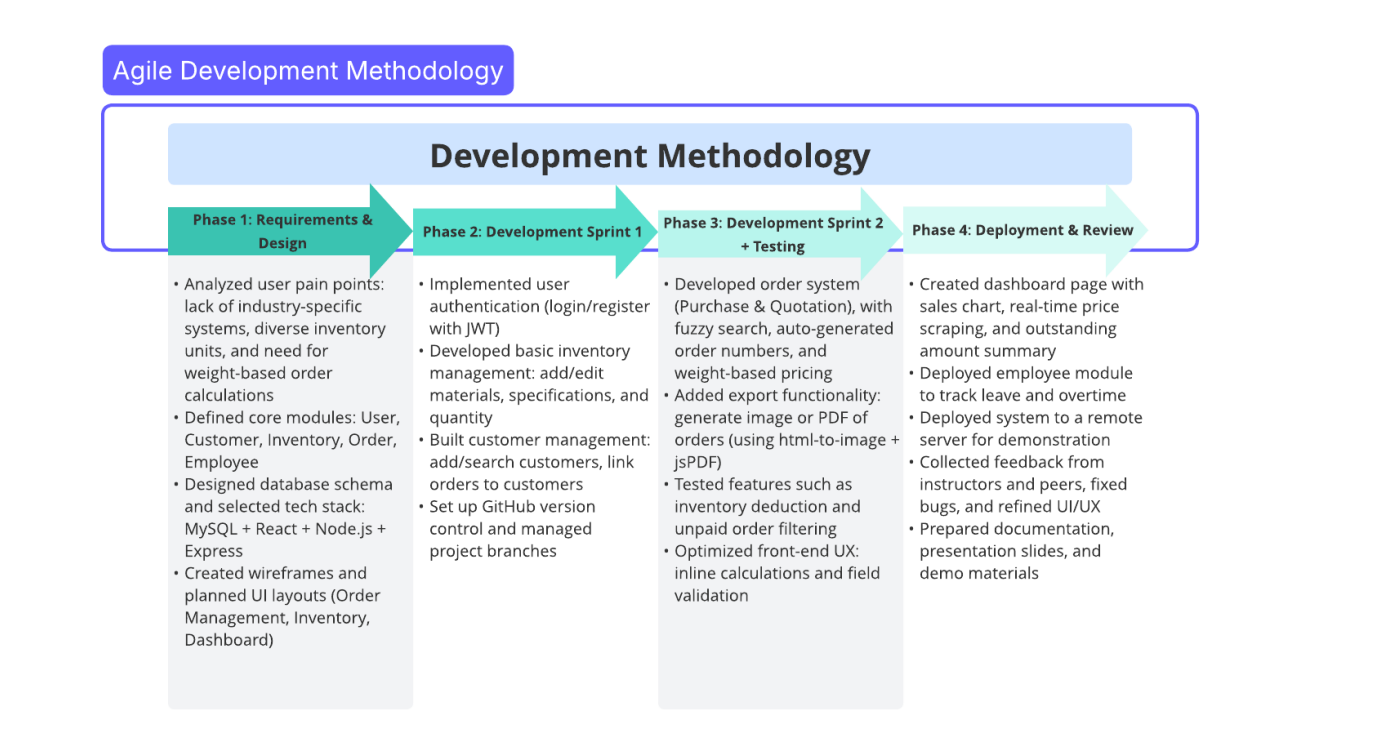 Agile Development Methodology
Development Methodology
Phase 1: Requirements &
Design
• Analyzed user pain points:
lack of industry-specific
systems, diverse inventory
units, and need for
weight-based order
calculations
• Defined core modules: User,
Customer, Inventory, Order,
Employee
• Designed database schema
and selected tech stack:
MySQL + React + Node.js +
Express
• Created wireframes and
planned UI layouts (Order
Management, Inventory,
Dashboard)
Phase 2: Development Sprint 1
• Implemented user
authentication (login/register
with JWT)
• Developed basic inventory
management: add/edit
materials, specifications, and
quantity
• Built customer management:
add/search customers, link
orders to customers
• Set up GitHub version
control and managed
project branches
Phase 3: Development Sprint 2
+ Testing
• Developed order system
(Purchase & Quotation), with
fuzzy search, auto-generated
order numbers, and
weight-based pricing
• Added export functionality:
generate image or PDF of
orders (using html-to-image +
jsPDF)
• Tested features such as
inventory deduction and
unpaid order filtering
• Optimized front-end UX:
inline calculations and field
validation
Phase 4: Deployment & Review
• Created dashboard page with
sales chart, real-time price
scraping, and outstanding
amount summary
• Deployed employee module
to track leave and overtime
• Deployed system to a remote
server for demonstration
• Collected feedback from
instructors and peers, fixed
bugs, and refined UI/UX
• Prepared documentation,
presentation slides, and
demo materials